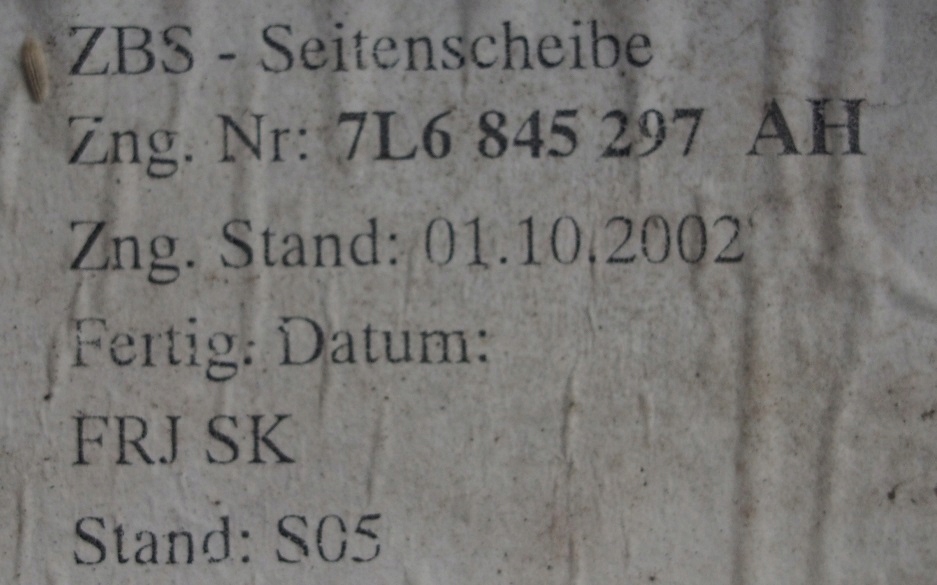 ZBS - Seitenscheibe
Zng. Nr: 7L6 845 297 AH
Zng. Stand: 01.10.2002
Fertig. Datum:
FRJ SK
Stand: S05